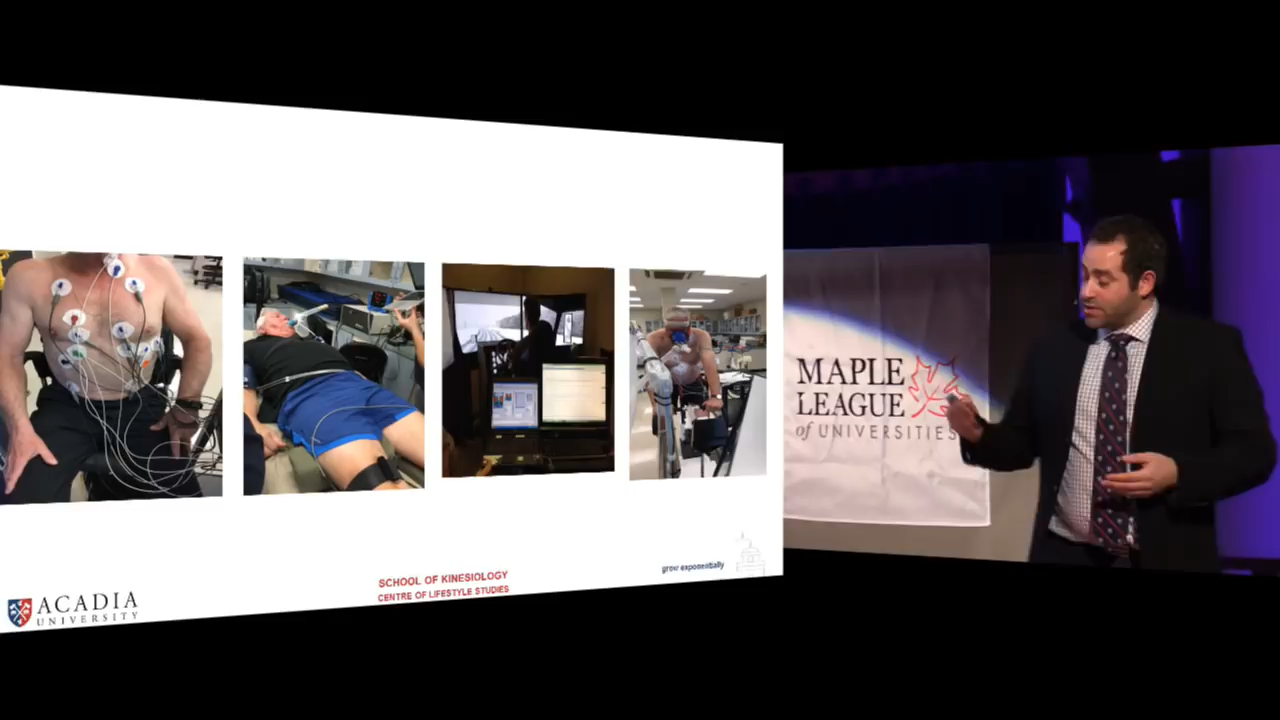 SCHOOL OF KINESIOLOGY
CENTRE OF LIFESTYLE STUDIES
grow exponentially
ACADIA
UNIVERSITY
MAPLE
LEAGUE
of UNIVERSITIES